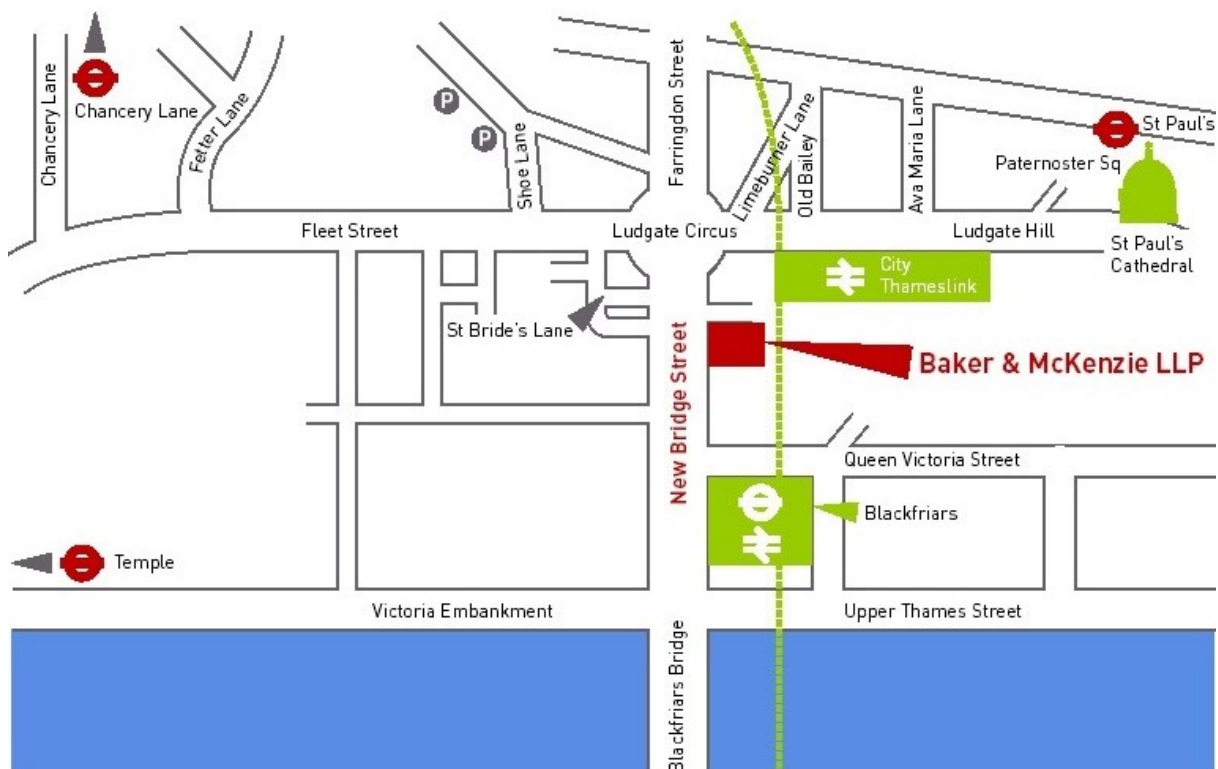 Chancery Lane
Chancery Lane
Fetter Lane
P
P
Shoe Lane
Farringdon Street
Limeburner Lane
Old Bailey
Ava Maria Lane
St Paul's
Paternoster Sq
Fleet Street
Ludgate Circus
Ludgate Hill
St Paul's
Cathedral
City
Thameslink
St Bride's Lane
New Bridge Street
Baker & McKenzie LLP
Queen Victoria Street
Blackfriars
Temple
Victoria Embankment
Upper Thames Street
Blackfriars Bridge